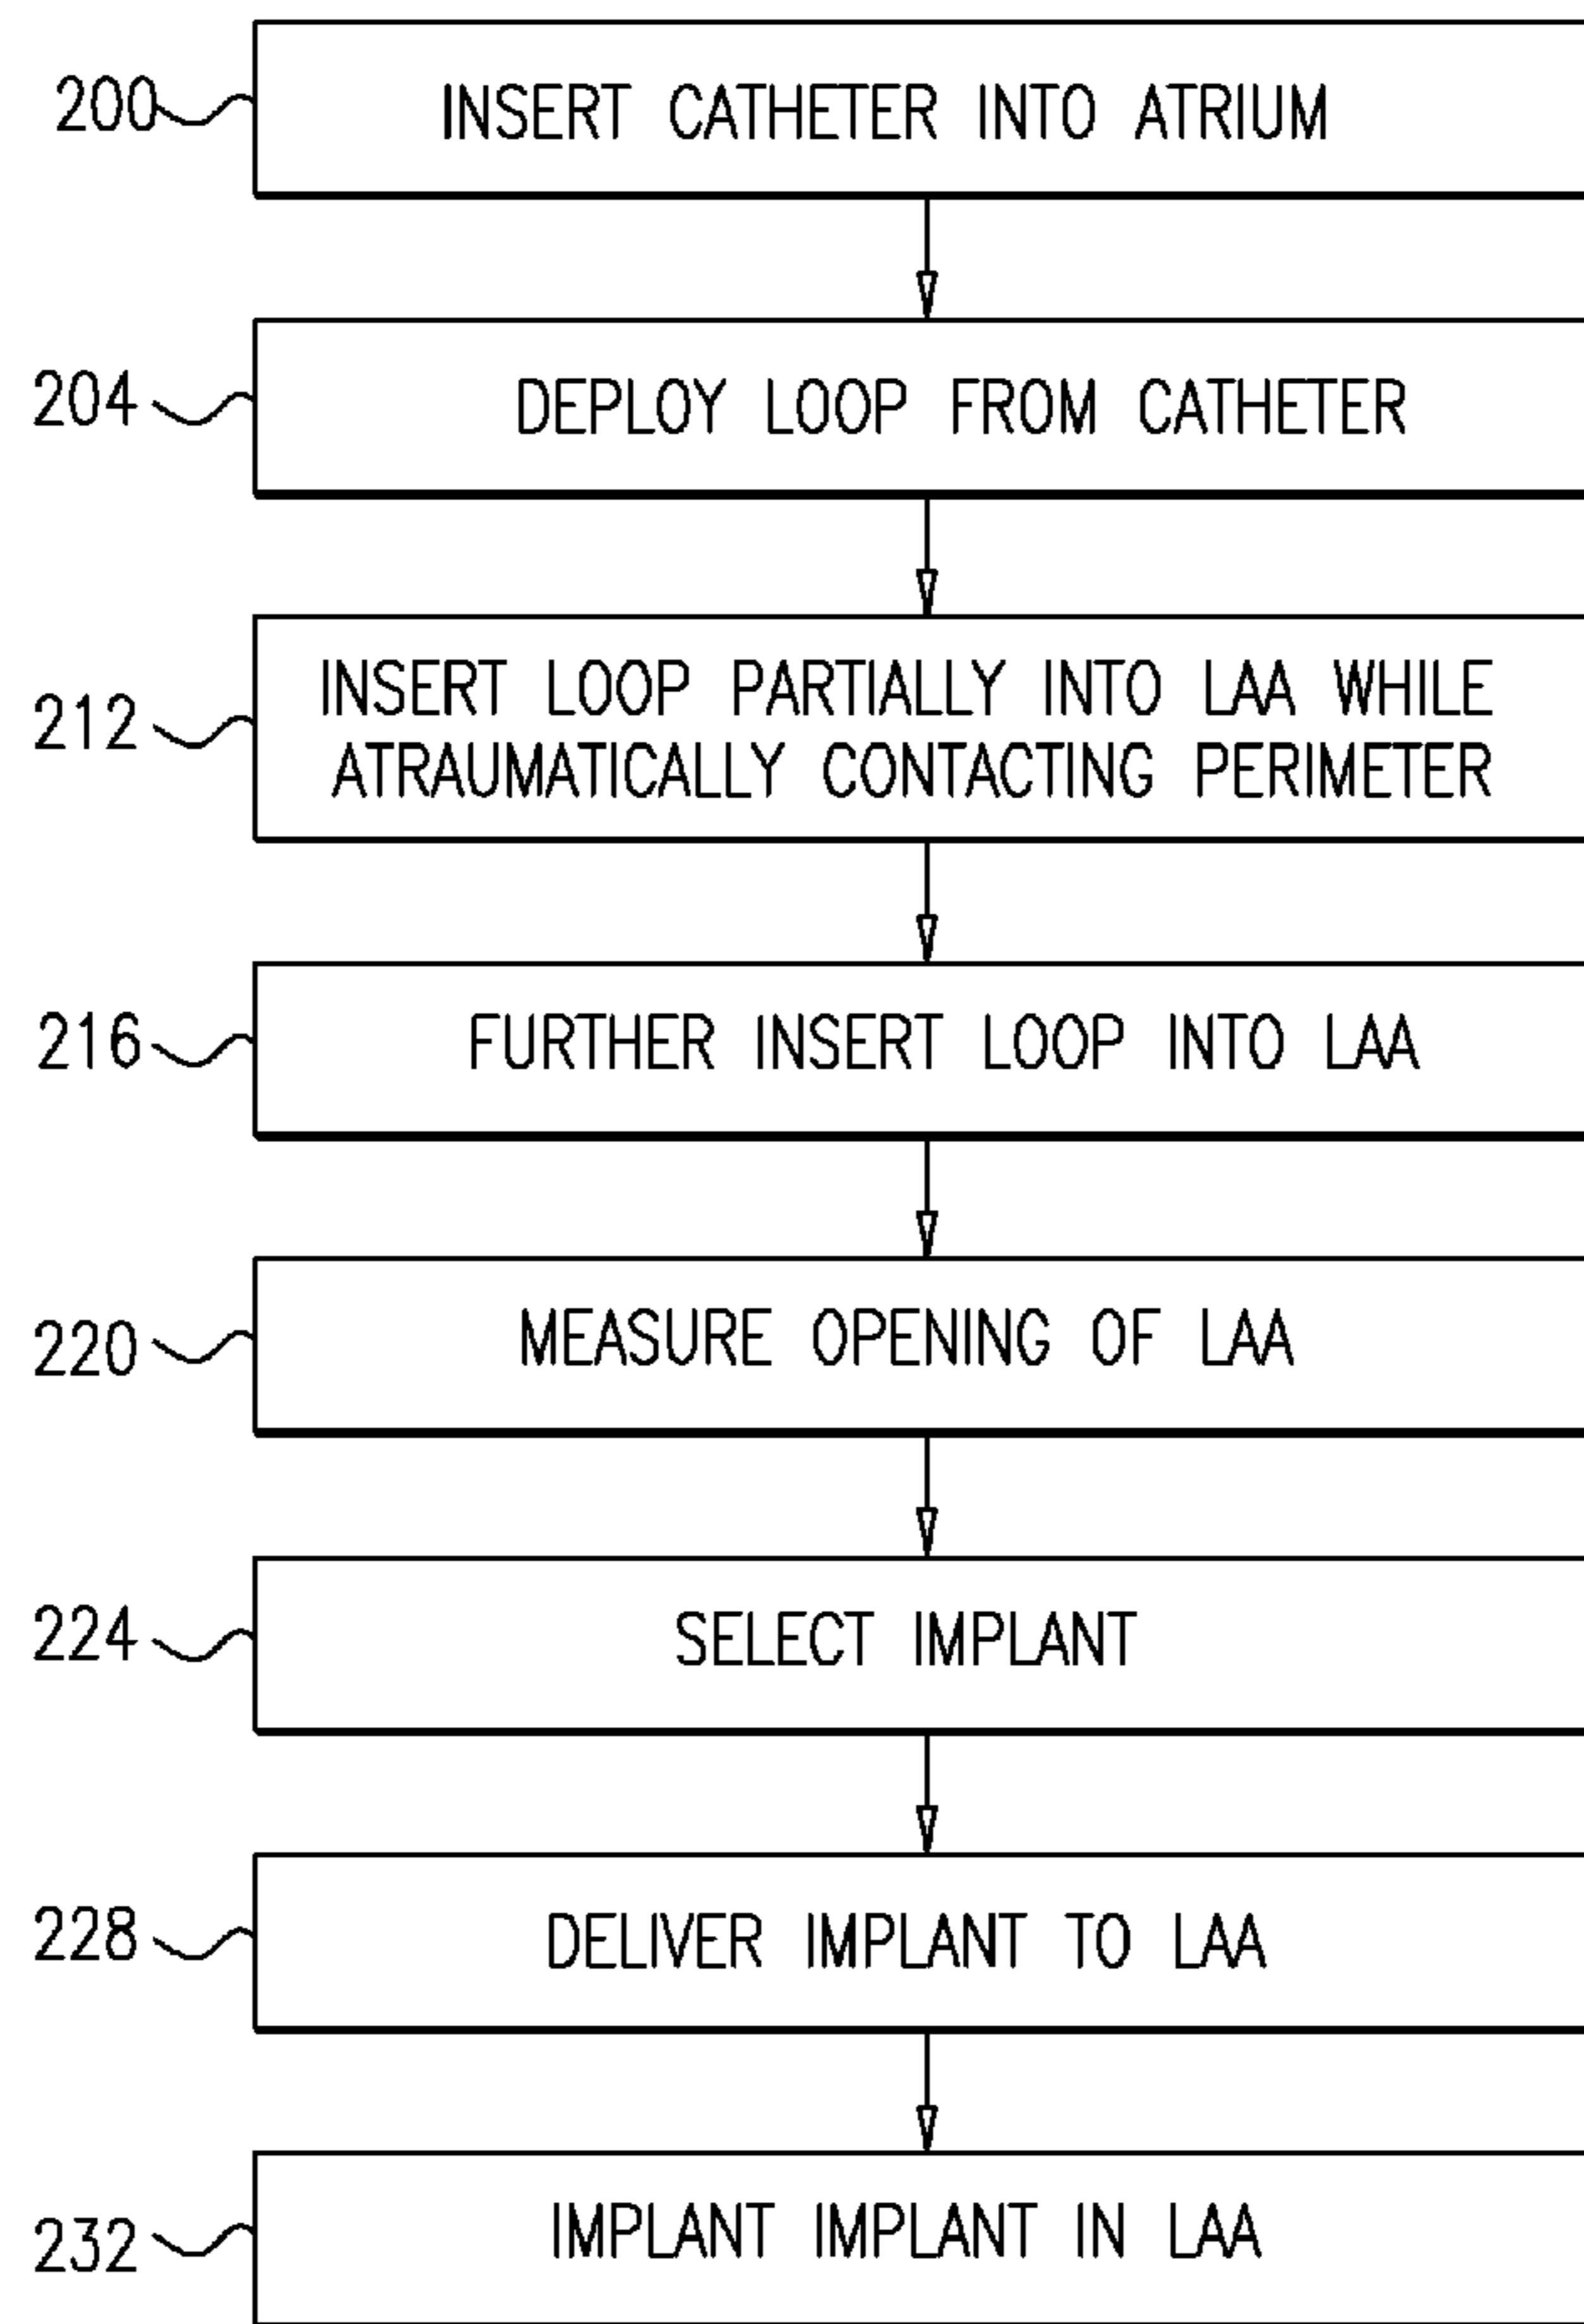 200 INSERT CATHETER INTO ATRIUM
204 DEPLOY LOOP FROM CATHETER
INSERT LOOP PARTIALLY INTO LAA WHILE
212
ATRAUMATICALLY CONTACTING PERIMETER
216 FURTHER INSERT LOOP INTO LAA
220 MEASURE OPENING OF LAA
224 SELECT IMPLANT
228 DELIVER IMPLANT TO LAA
232 IMPLANT IMPLANT IN LAA